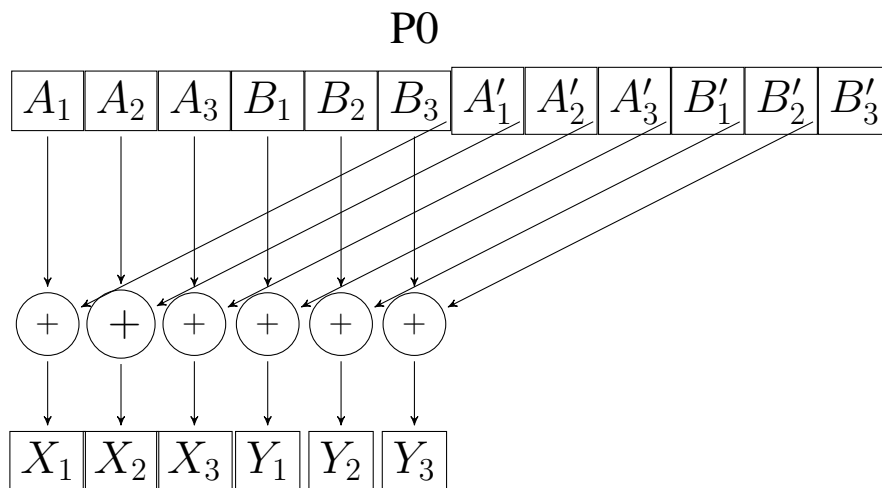 P0
A₁ A₂ A₃ B₁ B₂ B₃ A′₁ A′₂ A′₃ B′₁ B′₂ B′₃
+ + + + + +
X₁ X₂ X₃ Y₁ Y₂ Y₃